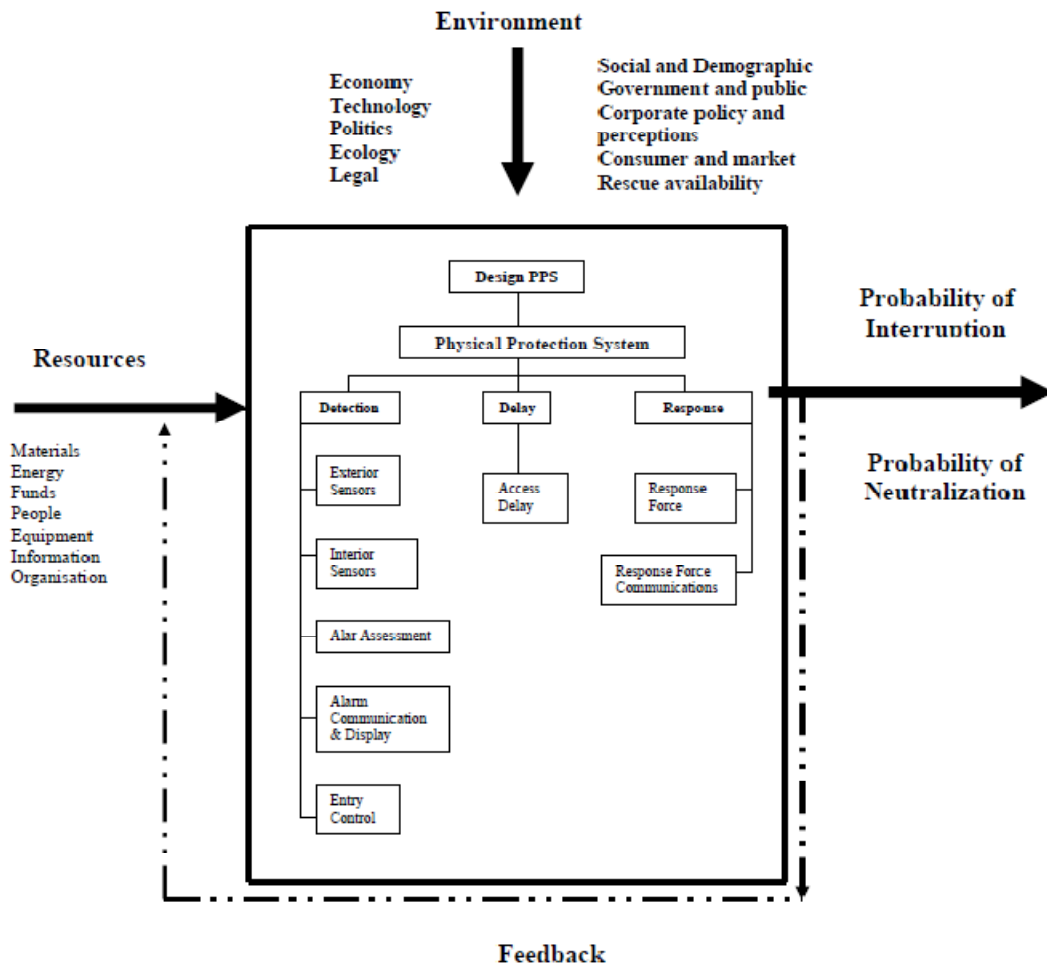 Environment
Economy
Technology
Politics
Ecology
Legal
Social and Demographic
Government and public
Corporate policy and
perceptions
Consumer and market
Rescue availability
Design PPS
Physical Protection System
Resources
Materials
Energy
Funds
People
Equipment
Information
Organisation
Detection
Exterior
Sensors
Interior
Sensors
Alar Assessment
Alarm
Communication
& Display
Entry
Control
Delay
Access
Delay
Response
Response
Force
Response Force
Communications
Probability of
Interruption
Probability of
Neutralization
Feedback